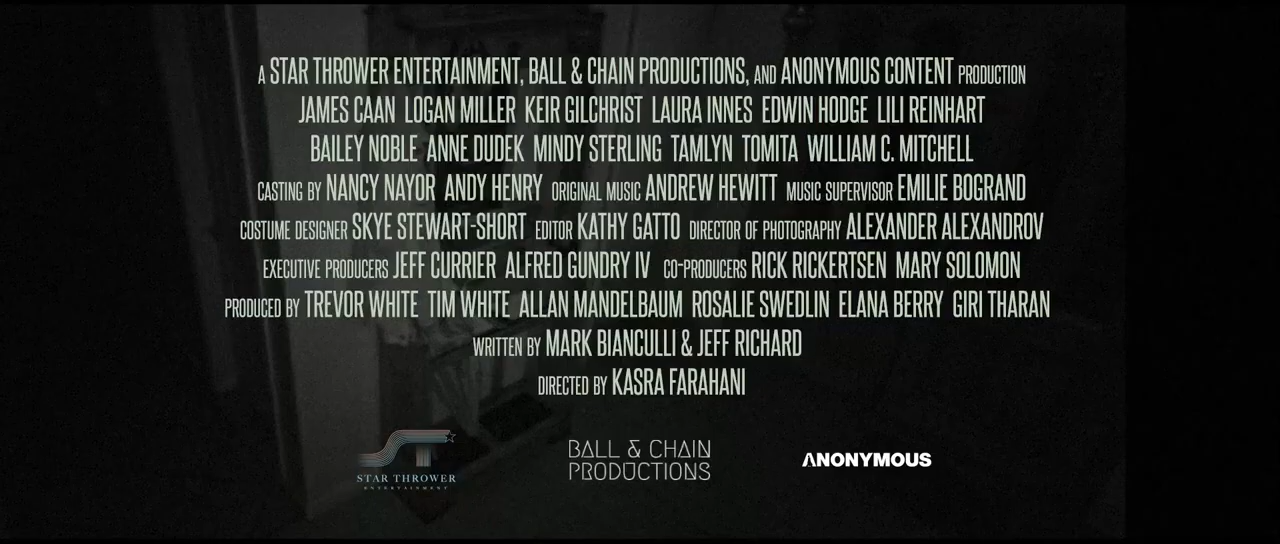 A STAR THROWER ENTERTAINMENT, BALL & CHAIN PRODUCTIONS, AND ANONYMOUS CONTENT PRODUCTION
JAMES CAAN LOGAN MILLER KEIR GILCHRIST LAURA INNES EDWIN HODGE LILI REINHART
BAILEY NOBLE ANNE DUDEK MINDY STERLING TAMLYN TOMITA WILLIAM C. MITCHELL
CASTING BY NANCY NAYOR ANDY HENRY ORIGINAL MUSIC ANDREW HEWITT MUSIC SUPERVISOR EMILIE BOGRAND
COSTUME DESIGNER SKYE STEWART-SHORT EDITOR KATHY GATTO DIRECTOR OF PHOTOGRAPHY ALEXANDER ALEXANDROV
EXECUTIVE PRODUCERS JEFF CURRIER ALFRED GUNDRY IV CO-PRODUCERS RICK RICKERTSEN MARY SOLOMON
PRODUCED BY TREVOR WHITE TIM WHITE ALLAN MANDELBAUM ROSALIE SWEDLIN ELANA BERRY GIRI THARAN
WRITTEN BY MARK BIANCULLI & JEFF RICHARD
DIRECTED BY KASRA FARAHANI
ST
STAR THROWER
ENTERTAINMENT
BALL & CHAIN
PRODUCTIONS
ANONYMOUS